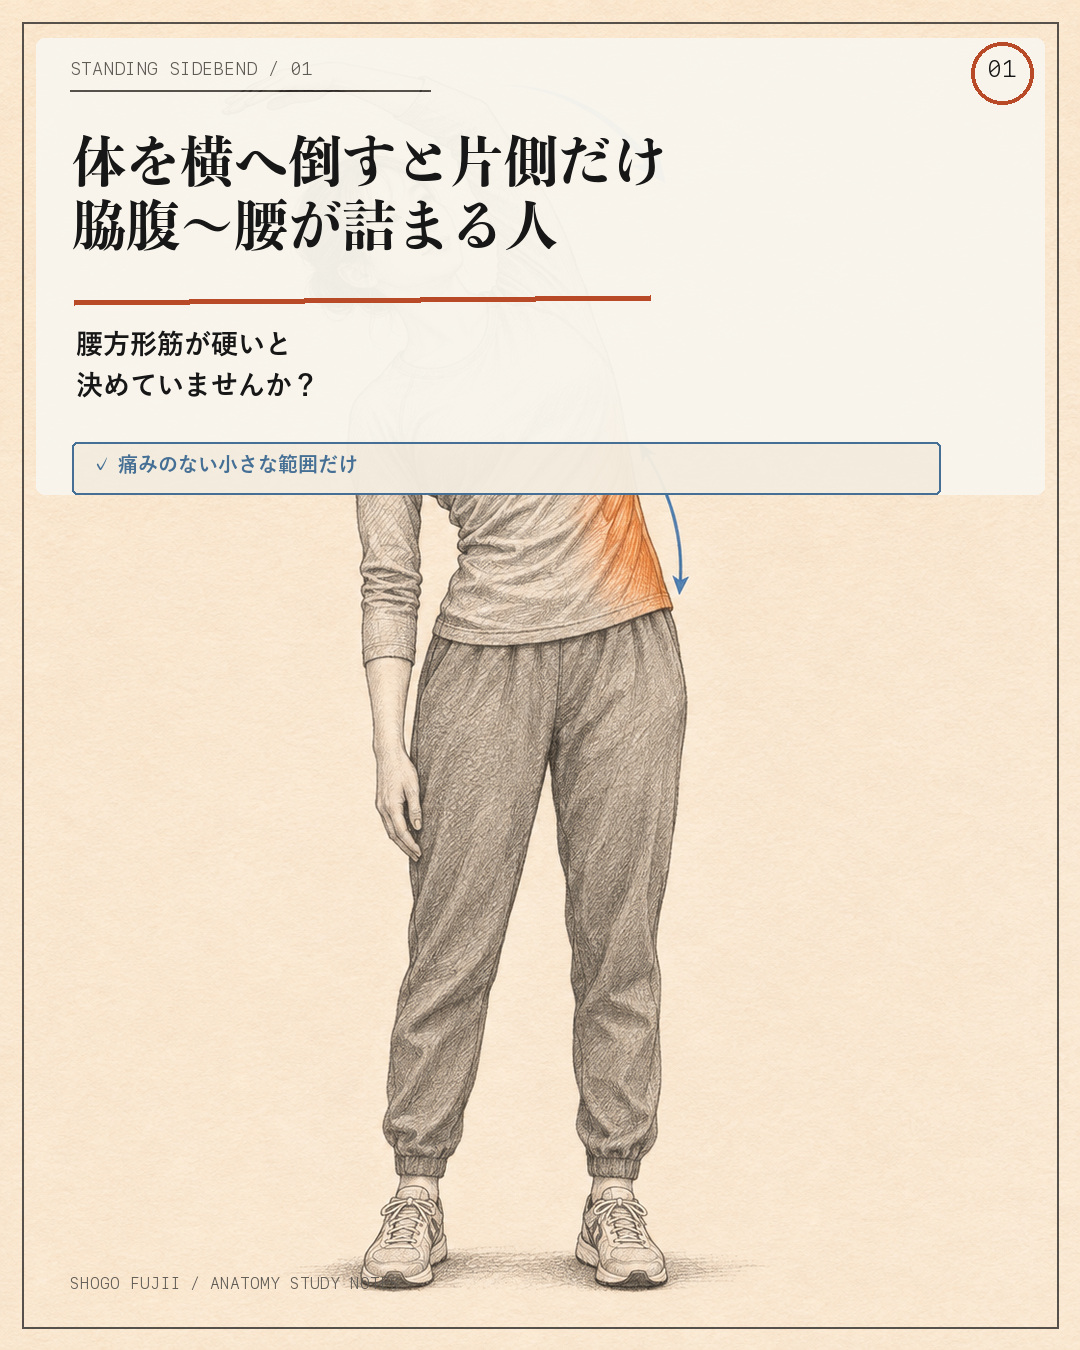 STANDING SIDEBEND / 01
01
体を横へ倒すと片側だけ
脇腹〜腰が詰まる人
腰方形筋が硬いと
決めていませんか？
✓ 痛みのない小さな範囲だけ
SHOGO FUJII / ANATOMY STUDY NOTE